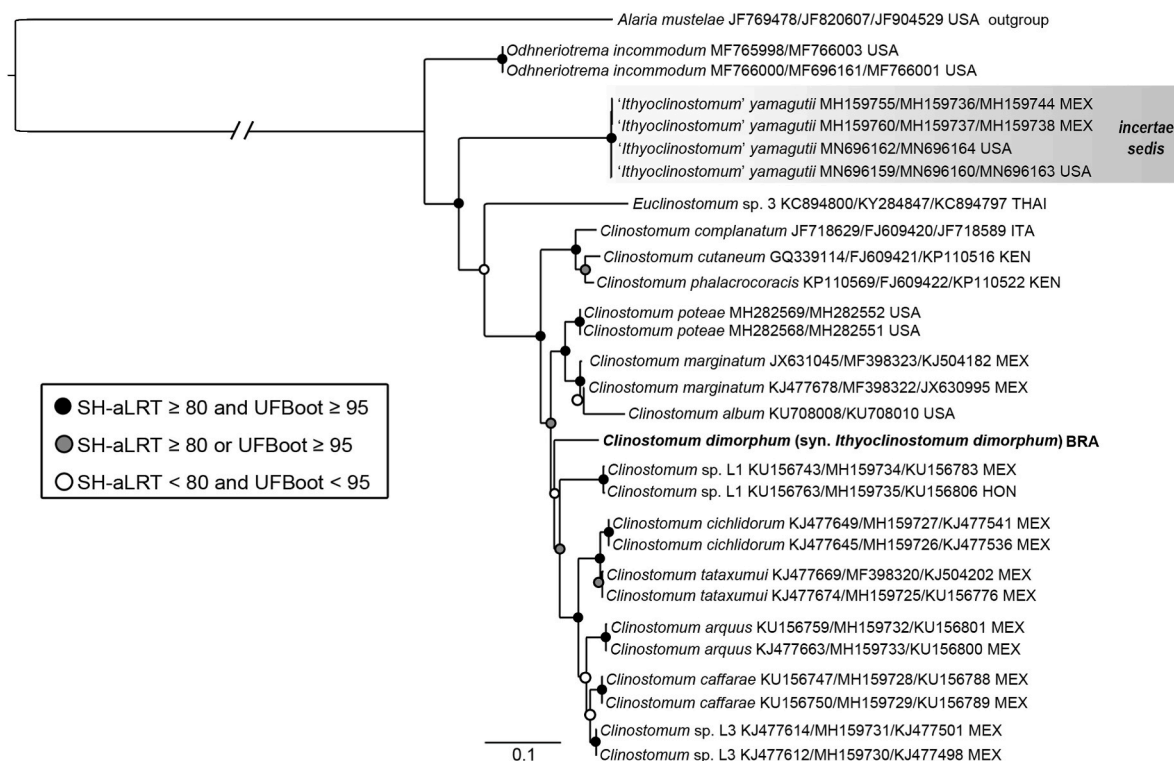 Alaria mustelae JF769478/JF820607/JF904529 USA outgroup
Odhneriotrema incommodum MF765998/MF766003 USA
Odhneriotrema incommodum MF766000/MF696161/MF766001 USA
‘Ithyoclinostomum’ yamagutii MH159755/MH159736/MH159744 MEX
‘Ithyoclinostomum’ yamagutii MH159760/MH159737/MH159738 MEX
‘Ithyoclinostomum’ yamagutii MN696162/MN696164 USA
‘Ithyoclinostomum’ yamagutii MN696159/MN696160/MN696163 USA
incertae
sedis
Euclinostomum sp. 3 KC894800/KY284847/KC894797 THAI
Clinostomum complanatum JF718629/FJ609420/JF718589 ITA
Clinostomum cutaneum GQ339114/FJ609421/KP110516 KEN
Clinostomum phalacrocoracis KP110569/FJ609422/KP110522 KEN
Clinostomum poteae MH282569/MH282552 USA
Clinostomum poteae MH282568/MH282551 USA
Clinostomum marginatum JX631045/MF398323/KJ504182 MEX
Clinostomum marginatum KJ477678/MF398322/JX630995 MEX
Clinostomum album KU708008/KU708010 USA
Clinostomum dimorphum (syn. Ithyoclinostomum dimorphum) BRA
Clinostomum sp. L1 KU156743/MH159734/KU156783 MEX
Clinostomum sp. L1 KU156763/MH159735/KU156806 HON
Clinostomum cichlidorum KJ477649/MH159727/KJ477541 MEX
Clinostomum cichlidorum KJ477645/MH159726/KJ477536 MEX
Clinostomum tataxumui KJ477669/MF398320/KJ504202 MEX
Clinostomum tataxumui KJ477674/MH159725/KU156776 MEX
Clinostomum arquus KU156759/MH159732/KU156801 MEX
Clinostomum arquus KJ477663/MH159733/KU156800 MEX
Clinostomum caffarae KU156747/MH159728/KU156788 MEX
Clinostomum caffarae KU156750/MH159729/KU156789 MEX
Clinostomum sp. L3 KJ477614/MH159731/KJ477501 MEX
Clinostomum sp. L3 KJ477612/MH159730/KJ477498 MEX
SH-aLRT ≥ 80 and UFBoot ≥ 95
SH-aLRT ≥ 80 or UFBoot ≥ 95
SH-aLRT < 80 and UFBoot < 95
0.1